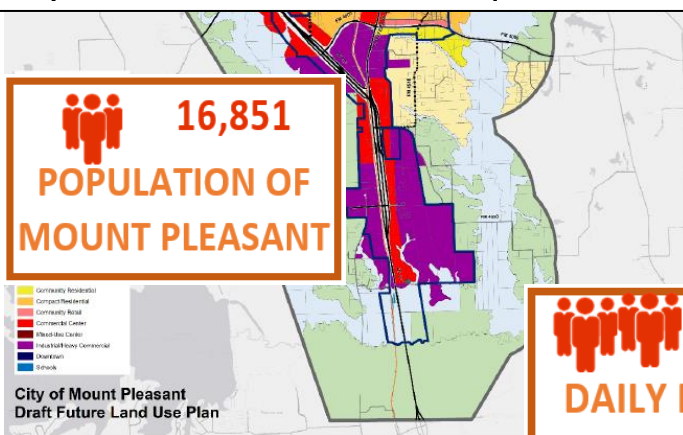 16,851
POPULATION OF
MOUNT PLEASANT
Community Residential
Compact Residential
Community Retail
Commercial Center
Mixed-Use Center
Industrial/Heavy Commercial
Downtown
Schools
City of Mount Pleasant
Draft Future Land Use Plan
DAILY